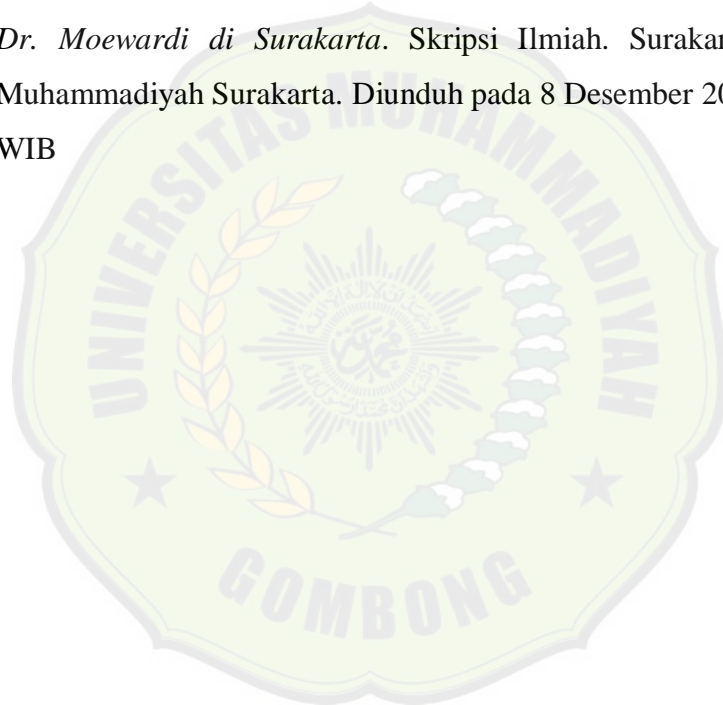 Dr. Moewardi di Surakarta. Skripsi Ilmiah. Surakar
Muhammadiyah Surakarta. Diunduh pada 8 Desember 20
WIB
UNIVERSITAS MUHAMMADIYAH
GOMBONG